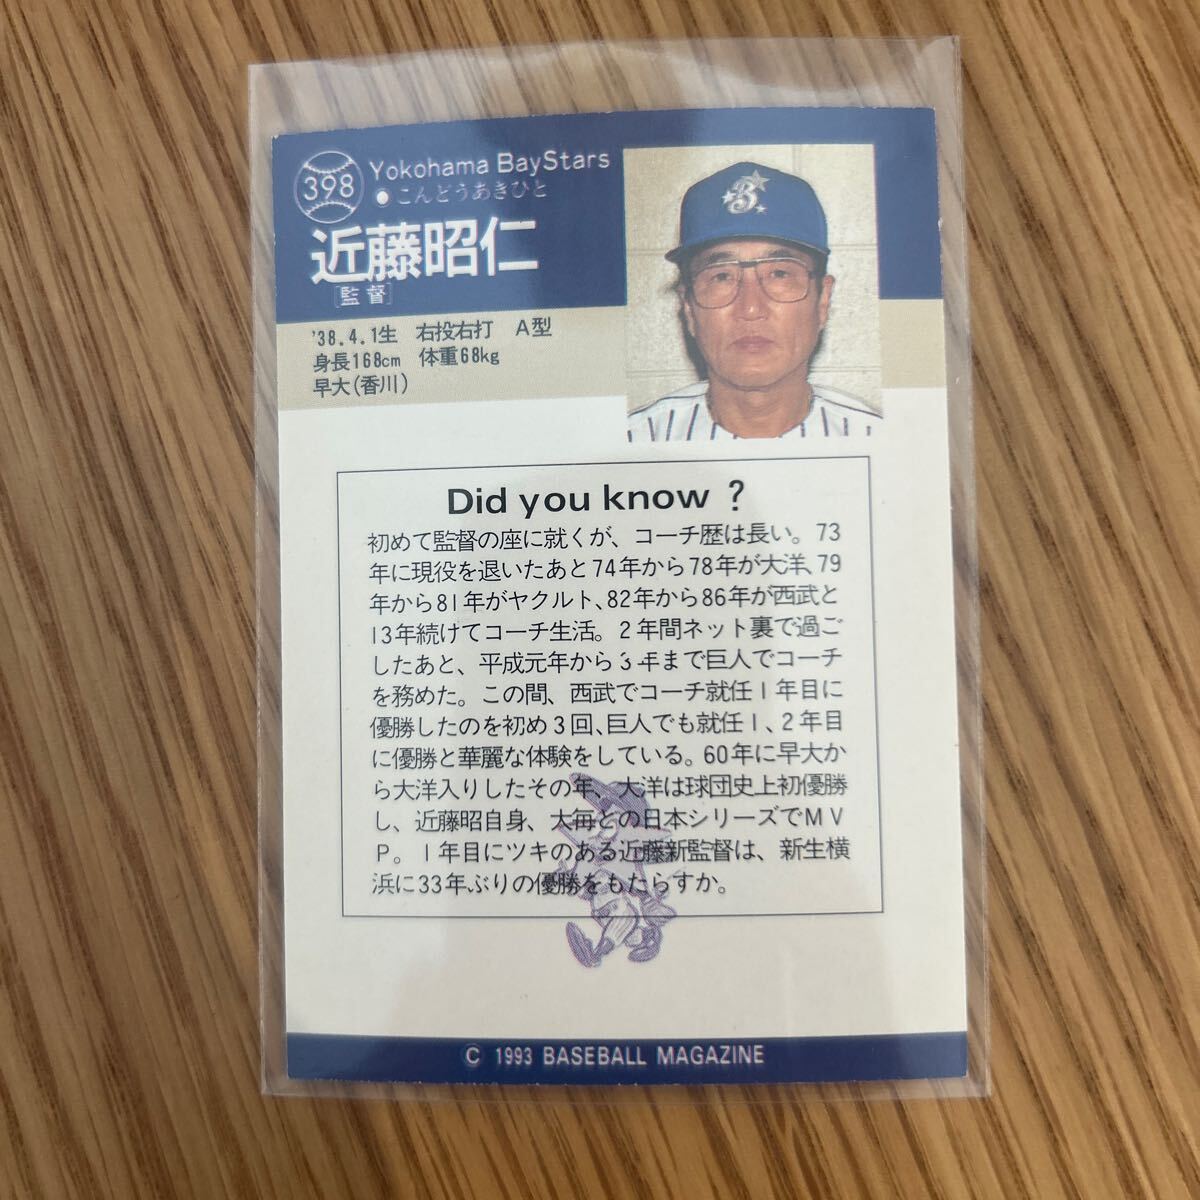 398
Yokohama BayStars
●こんどうあきひと
近藤昭仁
[監督]
'38.4.1生 右投右打 A型
身長168cm 体重68kg
早大(香川)
Did you know ?
初めて監督の座に就くが、コーチ歴は長い。73
年に現役を退いたあと74年から78年が大洋、79
年から81年がヤクルト、82年から86年が西武と
13年続けてコーチ生活。2年間ネット裏で過ご
したあと、平成元年から3年まで巨人でコーチ
を務めた。この間、西武でコーチ就任1年目に
優勝したのを初め3回、巨人でも就任1、2年目
に優勝と華麗な体験をしている。60年に早大か
ら大洋入りしたその年、大洋は球団史上初優勝
し、近藤昭自身、大毎との日本シリーズでMV
P。1年目にツキのある近藤新監督は、新生横
浜に33年ぶりの優勝をもたらすか。
© 1993 BASEBALL MAGAZINE